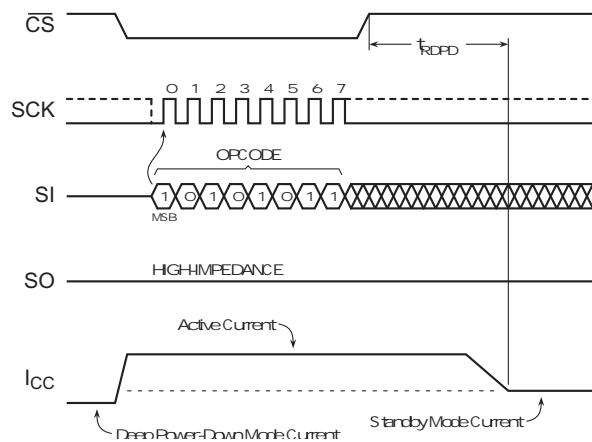 CS
tRDPD
0 1 2 3 4 5 6 7
SCK
OPCODE
SI
1 0 1 0 1 0 1 1
MSB
HIGH-IMPEDANCE
SO
Active Current
ICC
Standby Mode Current
Deep Power-Down Mode Current